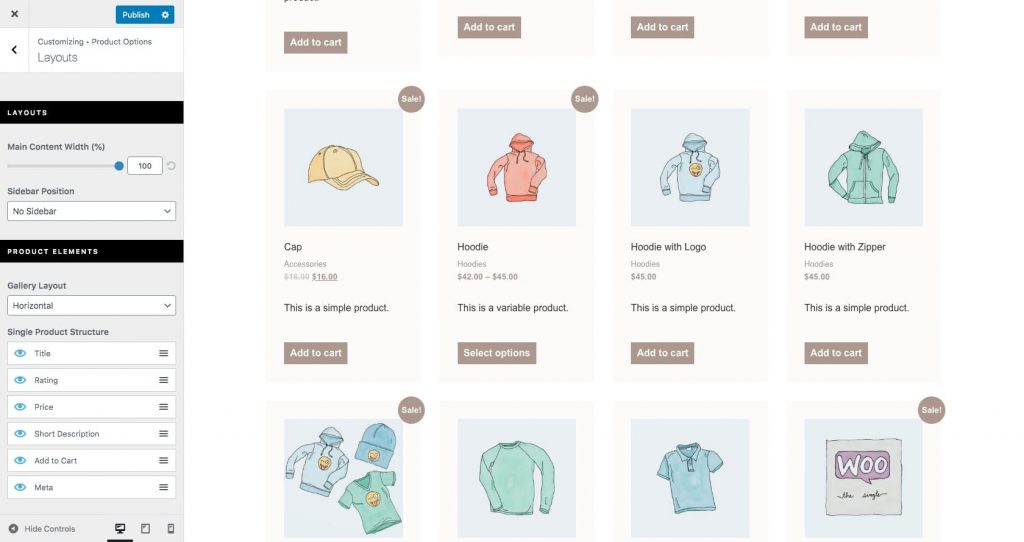 Publish
Customizing • Product Options
Layouts
LAYOUTS
Main Content Width (%)
100
Sidebar Position
No Sidebar
PRODUCT ELEMENTS
Gallery Layout
Horizontal
Single Product Structure
Title
Rating
Price
Short Description
Add to Cart
Meta
Hide Controls
product.
Add to cart
Add to cart
Add to cart
Add to cart
Sale!
Cap
Accessories
$18.00 $16.00
This is a simple product.
Add to cart
Sale!
Hoodie
Hoodies
$42.00 – $45.00
This is a variable product.
Select options
Hoodie with Logo
Hoodies
$45.00
This is a simple product.
Add to cart
Hoodie with Zipper
Hoodies
$45.00
This is a simple product.
Add to cart
Sale!
Sale!
WOO
the single